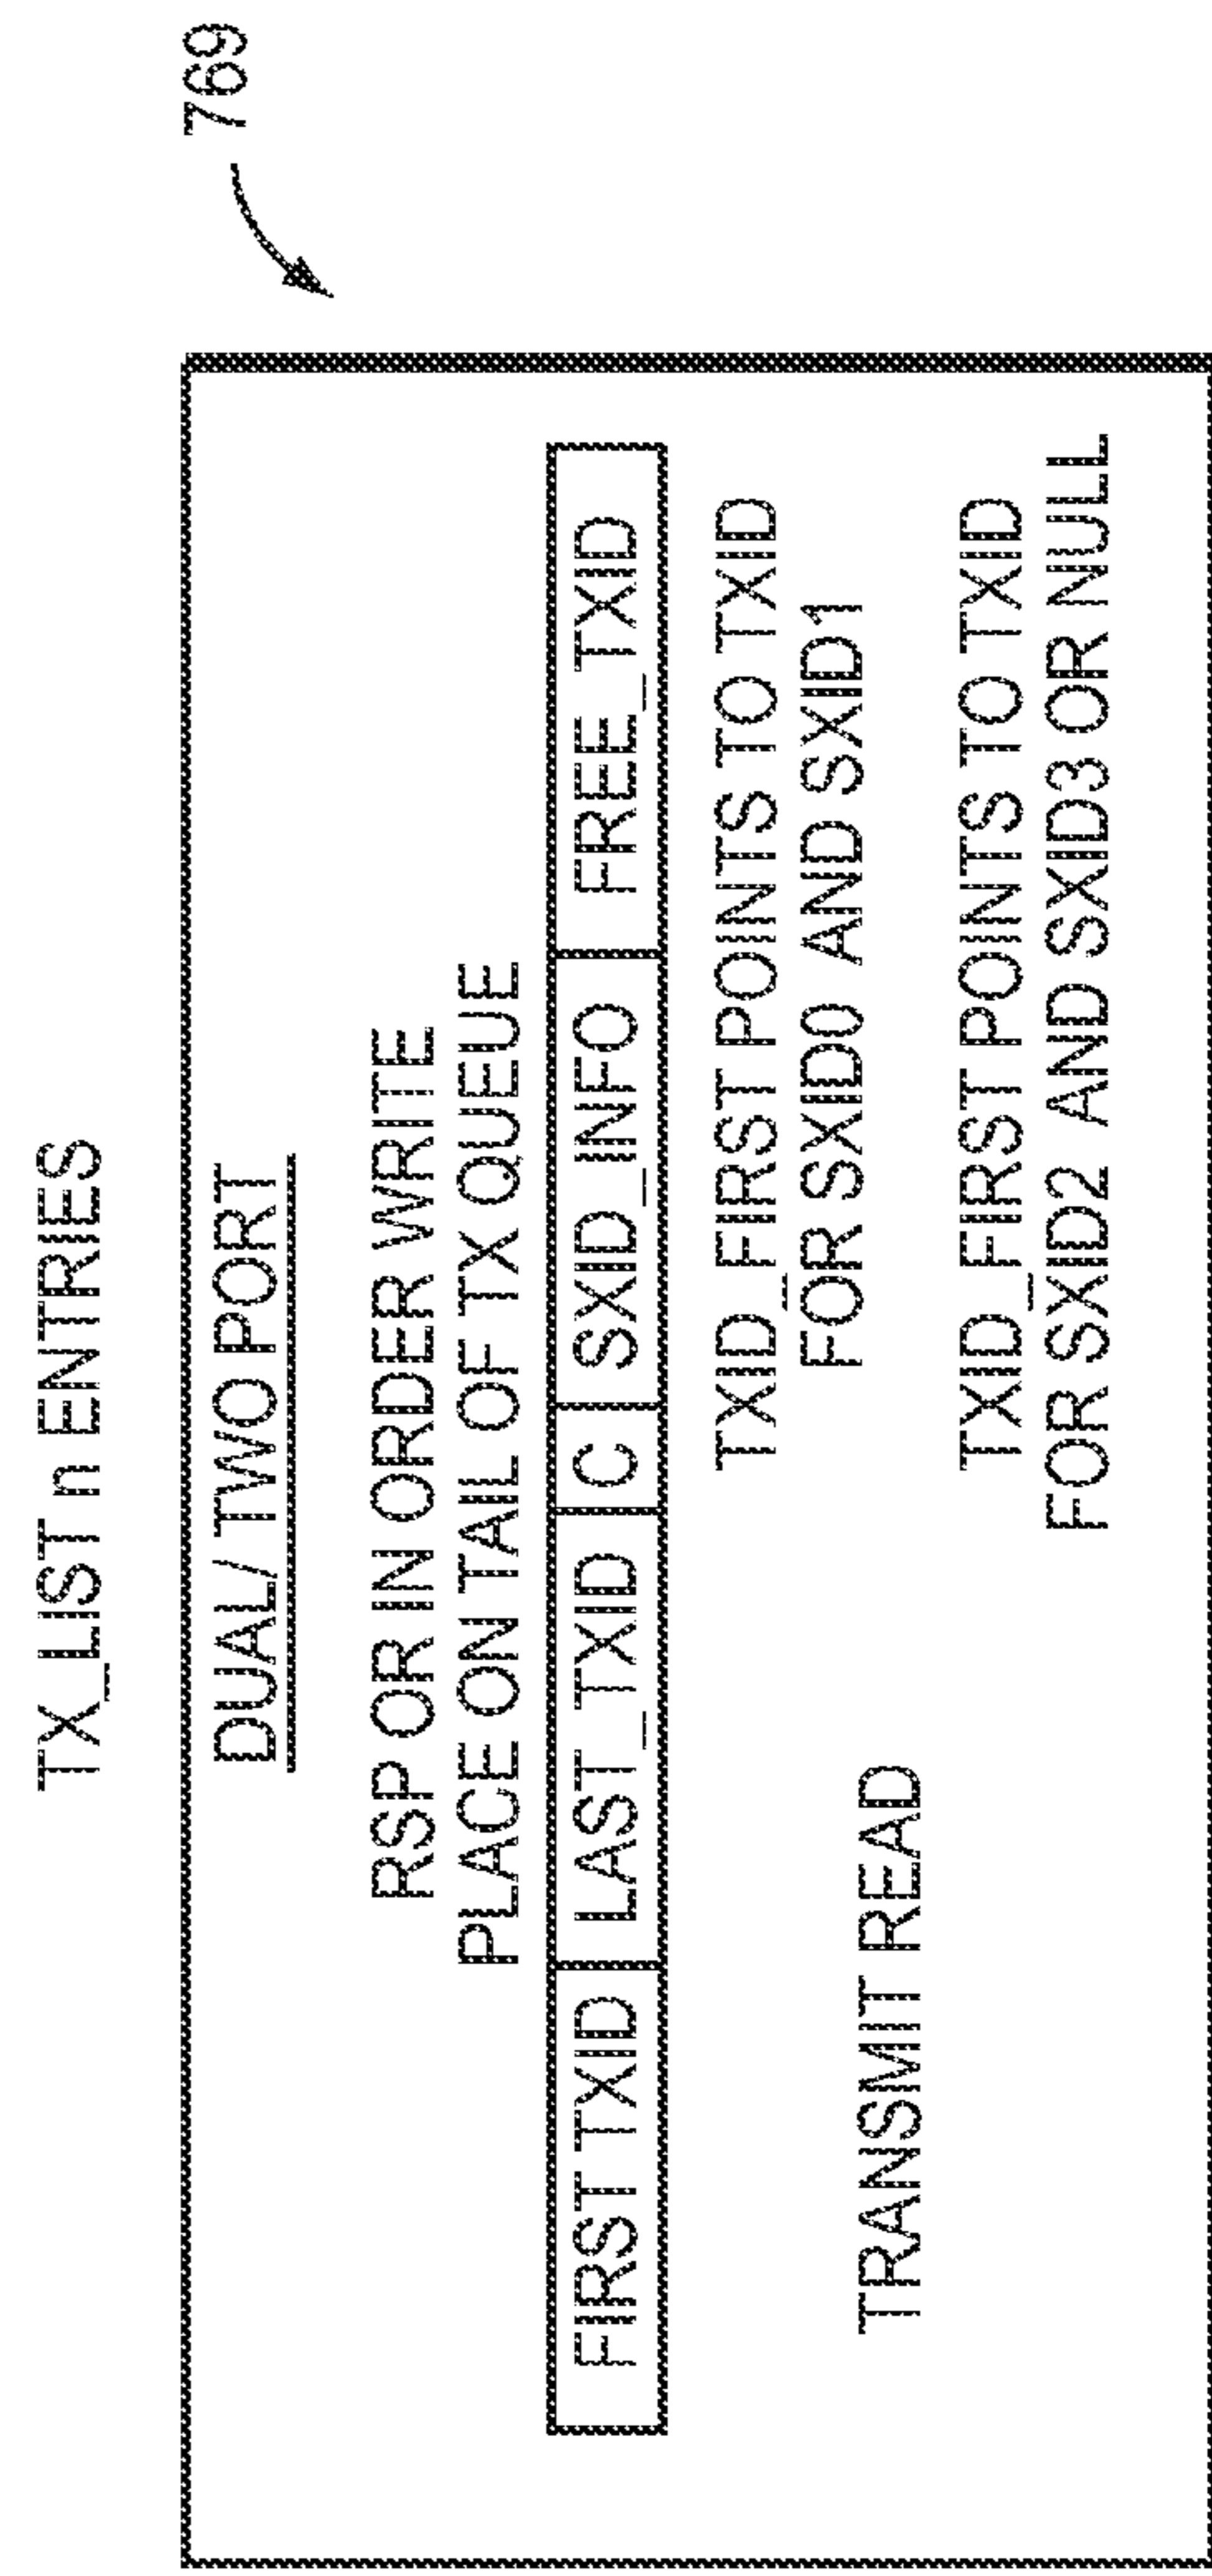 TX_LIST n ENTRIES
769
DUAL/ TWO PORT
RSP OR IN ORDER WRITE
PLACE ON TAIL OF TX QUEUE
FIRST TXID LAST_TXID C SXID_INFO FREE_TXID
TXID_FIRST POINTS TO TXID
FOR SXID0 AND SXID1
TRANSMIT READ
TXID_FIRST POINTS TO TXID
FOR SXID2 AND SXID3 OR NULL